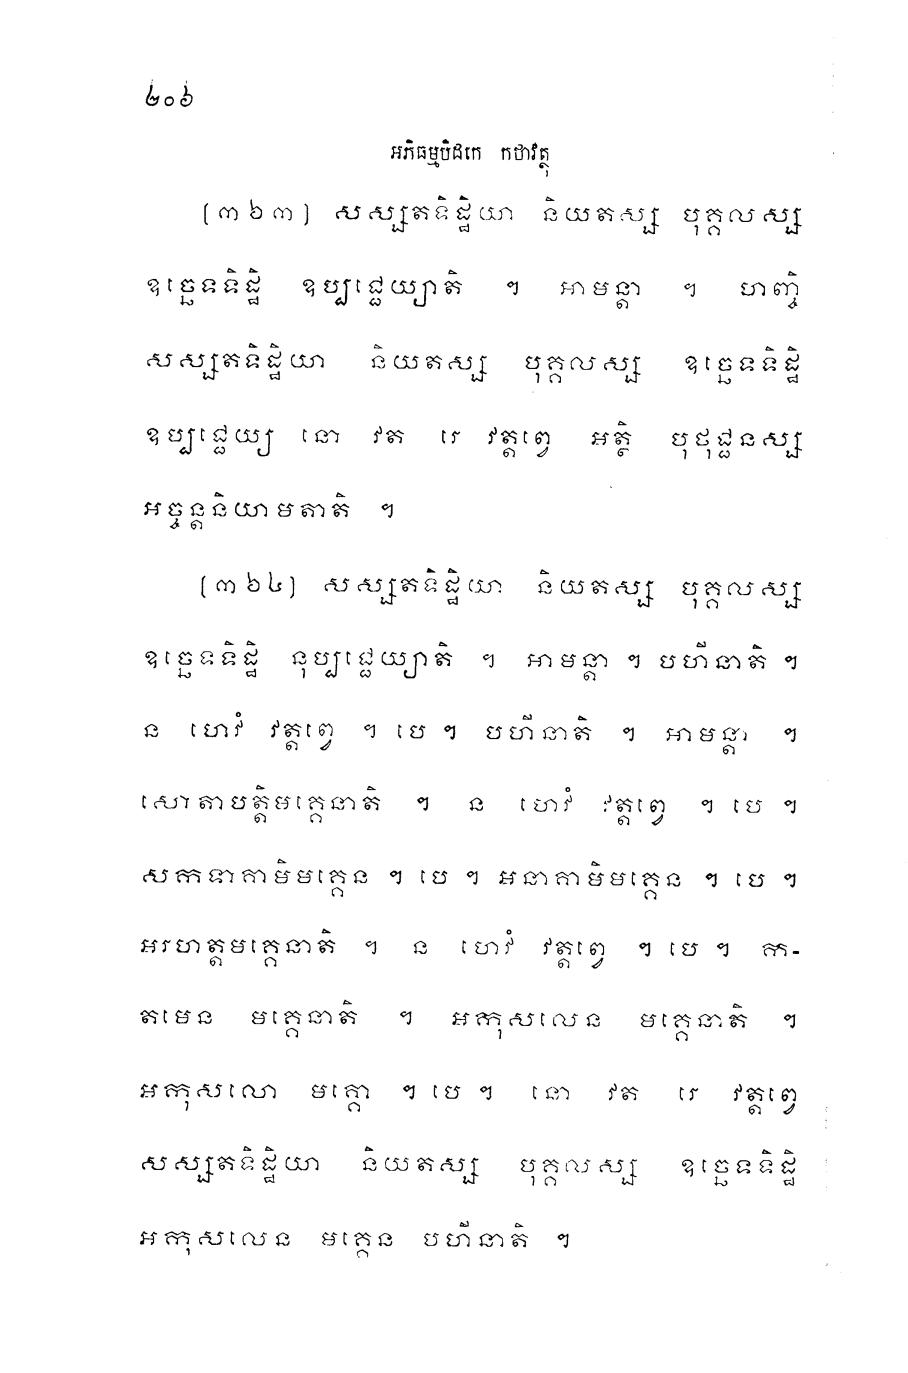 ២០៦
អភិធម្មបិដកេ កថាវត្ថុ
[៣៦៣] សស្សតទិដ្ឋិយា និយតស្ស បុគ្គលស្ស
ឧច្ឆេទទិដ្ឋិ ឧប្បជ្ជេយ្យាតិ ។ អាមន្តា ។ ហញ្ចិ
សស្សតទិដ្ឋិយា និយតស្ស បុគ្គលស្ស ឧច្ឆេទទិដ្ឋិ
ឧប្បជ្ជេយ្យ នោ វត រេ វត្តព្វេ អត្ថិ បុថុជ្ជនស្ស
អច្ចន្តនិយាមតាតិ ។
[៣៦៤] សស្សតទិដ្ឋិយា និយតស្ស បុគ្គលស្ស
ឧច្ឆេទទិដ្ឋិ នុប្បជ្ជេយ្យាតិ ។ អាមន្តា ។ បហីនាតិ ។
ន ហេវំ វត្តព្វេ ។ បេ ។ បហីនាតិ ។ អាមន្តា ។
សោតាបត្តិមគ្គេនាតិ ។ ន ហេវំ វត្តព្វេ ។ បេ ។
សកទាគាមិមគ្គេន ។ បេ ។ អនាគាមិមគ្គេន ។ បេ ។
អរហត្តមគ្គេនាតិ ។ ន ហេវំ វត្តព្វេ ។ បេ ។ ក-
តមេន មគ្គេនាតិ ។ អកុសលេន មគ្គេនាតិ ។
អកុសលោ មគ្គោ ។ បេ ។ នោ វត រេ វត្តព្វេ
សស្សតទិដ្ឋិយា និយតស្ស បុគ្គលស្ស ឧច្ឆេទទិដ្ឋិ
អកុសលេន មគ្គេន បហីនាតិ ។